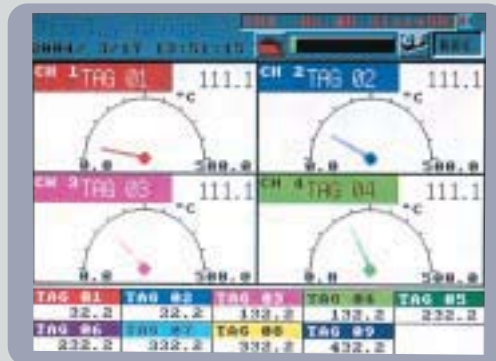 2004/ 3/17 13:51:15
CH 1 TAG 01 111.1
°C
0.0 500.0
CH 2 TAG 02 111.1
°C
0.0 500.0
CH 3 TAG 03 111.1
°C
0.0 500.0
CH 4 TAG 04 111.1
°C
0.0 500.0
TAG 01 TAG 02 TAG 03 TAG 04 TAG 05
32.2 32.2 132.2 132.2 232.2
TAG 06 TAG 07 TAG 08 TAG 09
232.2 332.2 332.2 432.2